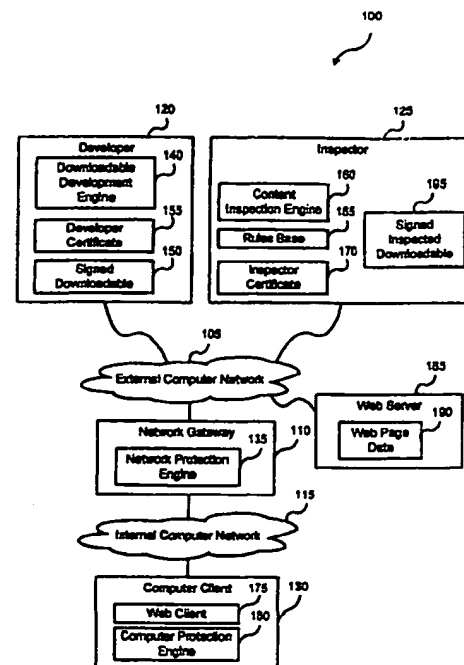 100
120
125
Developer
Inspector
Downloadable
Development
Engine
140
Content
Inspection Engine
160
195
Signed
Inspected
Downloadable
Developer
Certificate
155
Rules Base
165
Signed
Downloadable
150
Inspector
Certificate
170
105
External Computer Network
185
Web Server
Web Page
Data
190
Network Gateway
Network Protection
Engine
135
110
115
Internal Computer Network
Computer Client
130
Web Client
175
Computer Protection
Engine
180